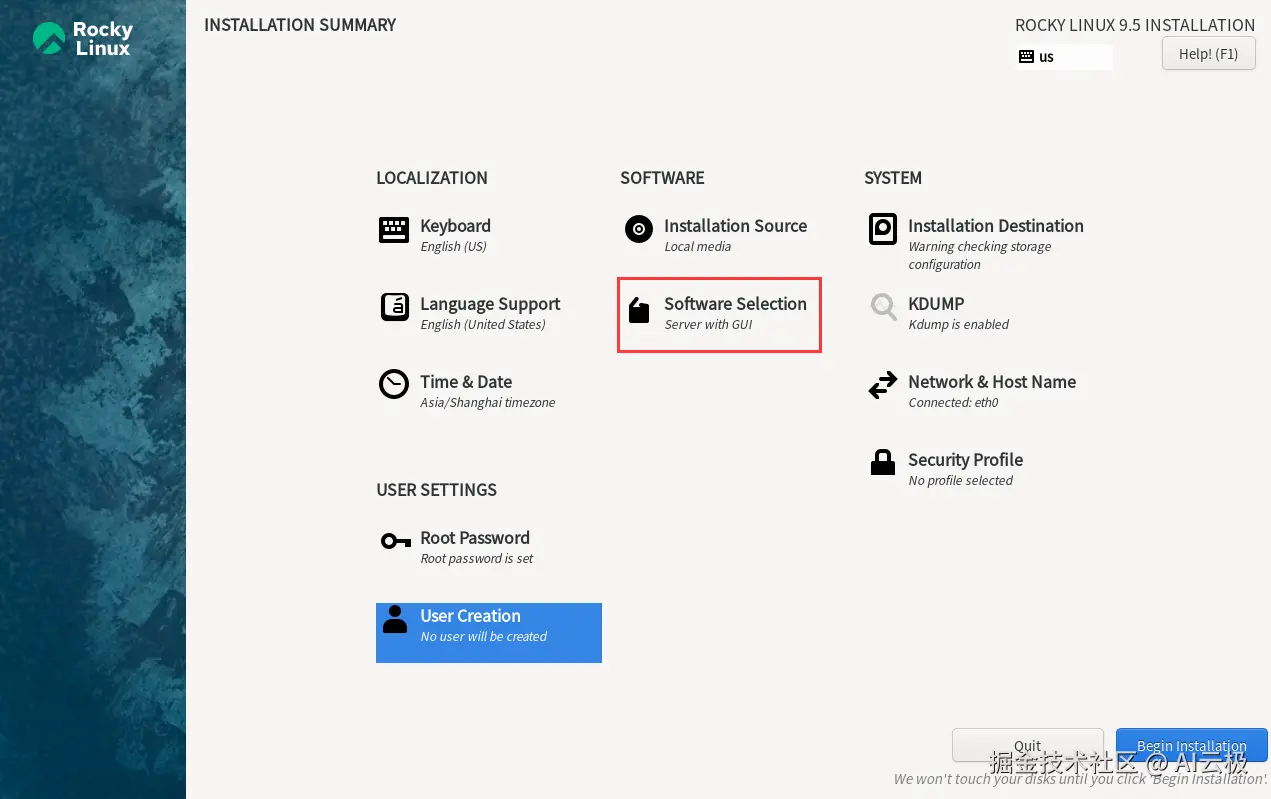 Rocky
Linux
INSTALLATION SUMMARY
ROCKY LINUX 9.5 INSTALLATION
us
Help! (F1)
LOCALIZATION
Keyboard
English (US)
Language Support
English (United States)
Time & Date
Asia/Shanghai timezone
SOFTWARE
Installation Source
Local media
Software Selection
Server with GUI
SYSTEM
Installation Destination
Warning checking storage
configuration
KDUMP
Kdump is enabled
Network & Host Name
Connected: eth0
Security Profile
No profile selected
USER SETTINGS
Root Password
Root password is set
User Creation
No user will be created
Quit
Begin Installation
掘金技术社区 @ AI云极
We won't touch your disks until you click 'Begin Installation'.